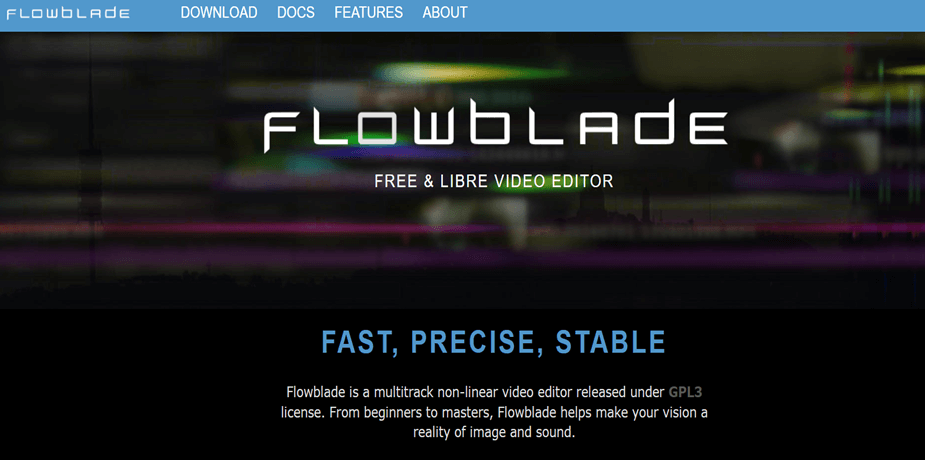 FLOWBLADE DOWNLOAD DOCS FEATURES ABOUT
FLOWBLADE
FREE & LIBRE VIDEO EDITOR
FAST, PRECISE, STABLE
Flowblade is a multitrack non-linear video editor released under GPL3
license. From beginners to masters, Flowblade helps make your vision a
reality of image and sound.